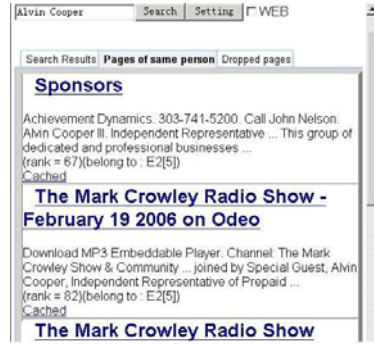 Alvin Cooper Search Setting WEB
Search Results Pages of same person Dropped pages
Sponsors
Achievement Dynamics. 303-741-5200. Call John Nelson.
Alvin Cooper III. Independent Representative ... This group of
dedicated and professional businesses ...
(rank = 67)(belong to : E2[5])
Cached
The Mark Crowley Radio Show -
February 19 2006 on Odeo
Download MP3 Embeddable Player. Channel: The Mark
Crowley Show & Community ... joined by Special Guest, Alvin
Cooper, Independent Representative of Prepaid ...
(rank = 82)(belong to : E2[5])
Cached
The Mark Crowley Radio Show